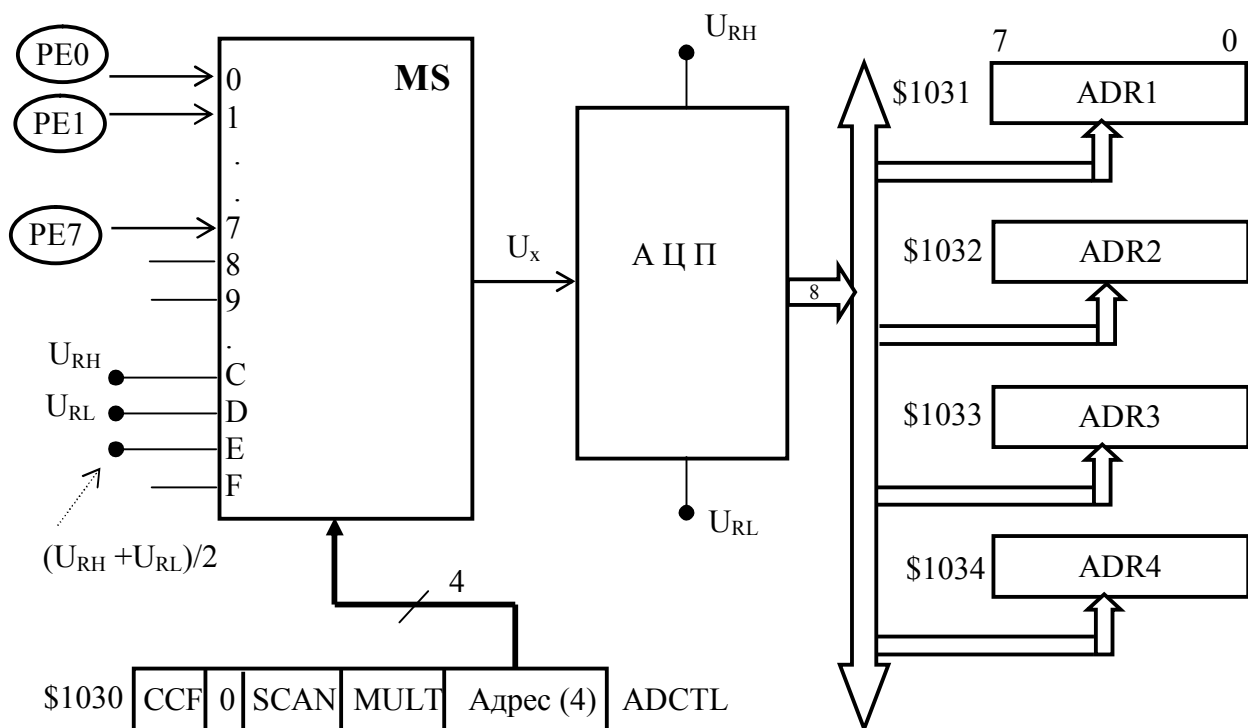 PE0
PE1
.
.
PE7
0
1
7
8
9
.
C
D
E
F
MS
U_RH
U_RL
(U_RH +U_RL)/2
U_x
U_RH
А Ц П
U_RL
8
7 0
$1031 ADR1
$1032 ADR2
$1033 ADR3
$1034 ADR4
4
$1030 CCF 0 SCAN MULT Адрес (4) ADCTL